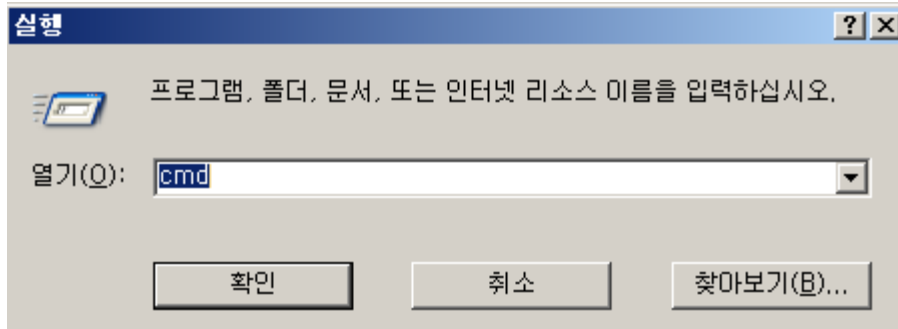 실행
프로그램, 폴더, 문서, 또는 인터넷 리소스 이름을 입력하십시오.
열기(O): cmd
확인 취소 찾아보기(B)...